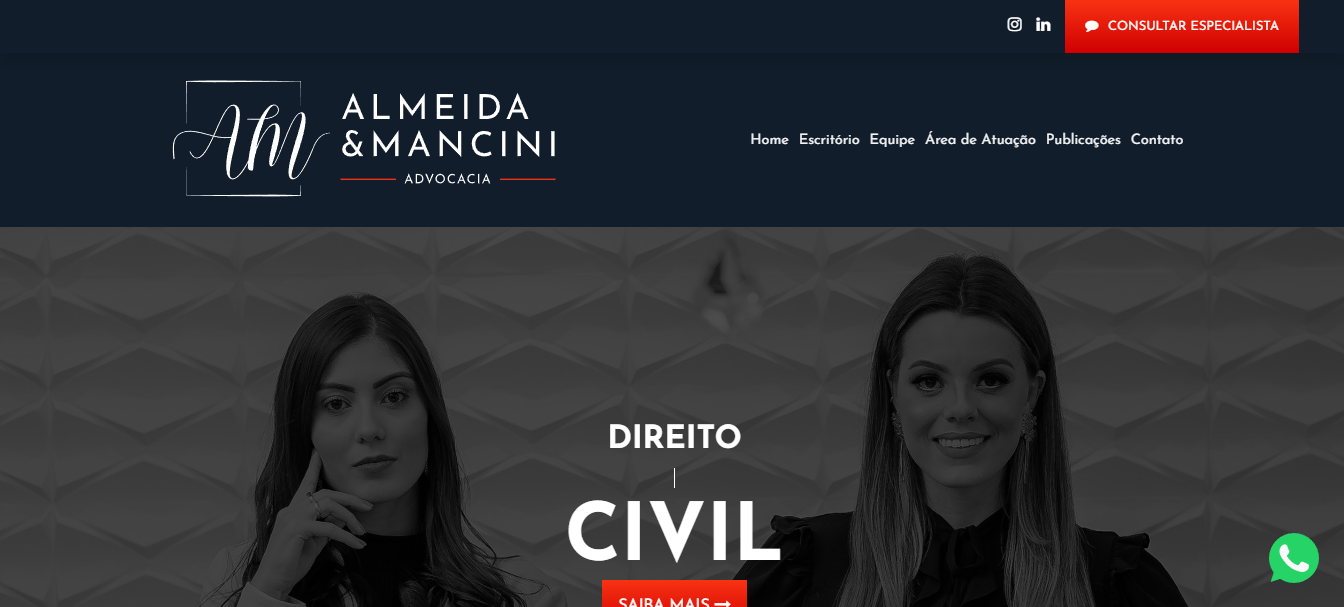 CONSULTAR ESPECIALISTA
AM
ALMEIDA
&MANCINI
ADVOCACIA
Home Escritório Equipe Área de Atuação Publicações Contato
DIREITO
CIVIL
SAIBA MAIS